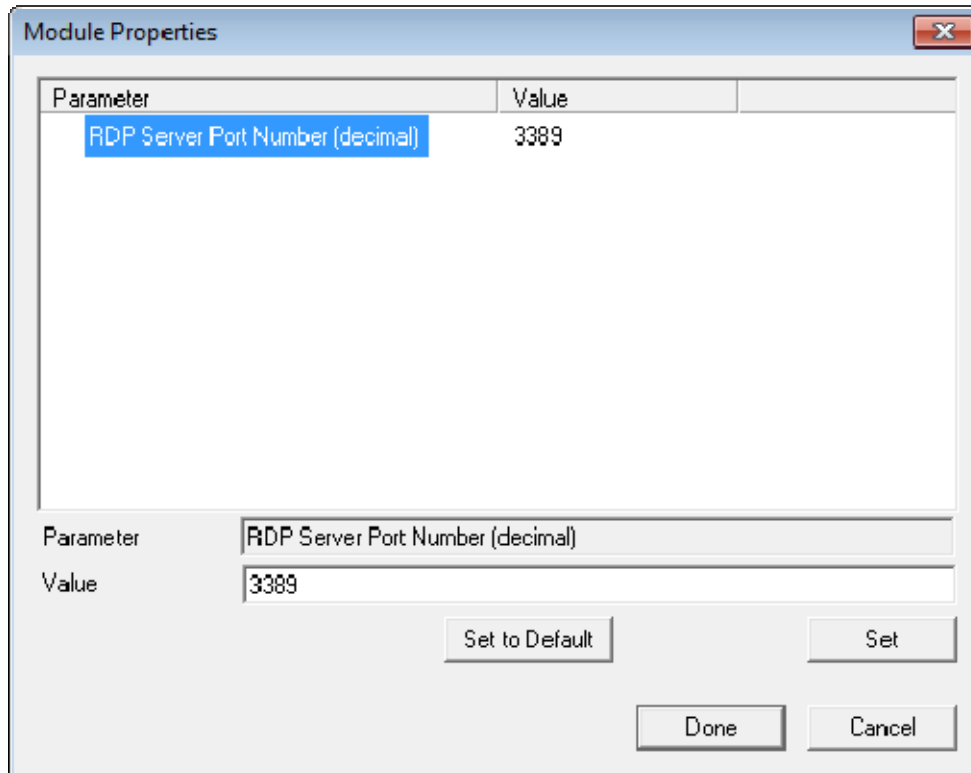 Module Properties
Parameter Value
RDP Server Port Number (decimal) 3389
Parameter RDP Server Port Number (decimal)
Value 3389
Set to Default Set
Done Cancel